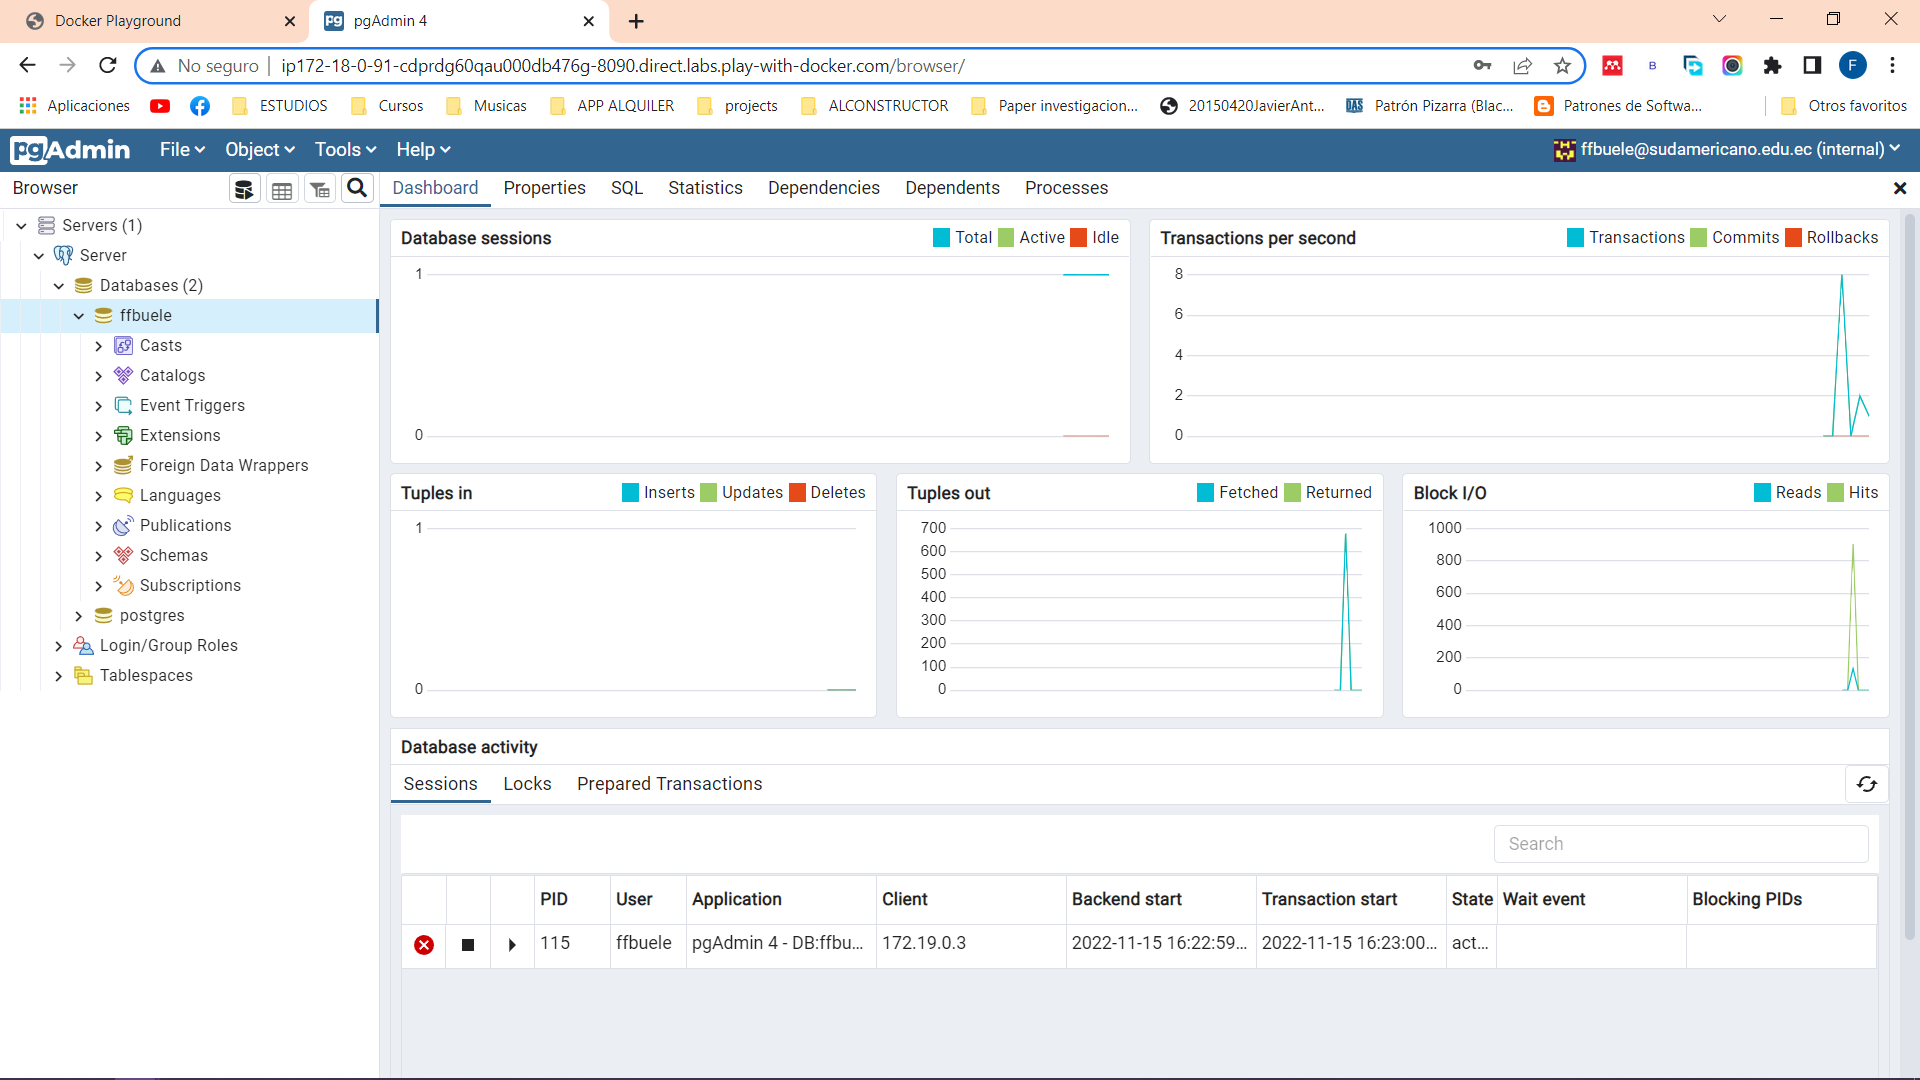 Docker Playground
pgAdmin 4
No seguro
ip172-18-0-91-cdprdg60qau000db476g-8090.direct.labs.play-with-docker.com/browser/
B
F
Aplicaciones
ESTUDIOS
Cursos
Musicas
APP ALQUILER
projects
ALCONSTRUCTOR
Paper investigacion...
20150420JavierAnt...
Patrón Pizarra (Blac...
Patrones de Softwa...
Otros favoritos
pgAdmin
File
Object
Tools
Help
ffbuele@sudamericano.edu.ec (internal)
Browser
Dashboard
Properties
SQL
Statistics
Dependencies
Dependents
Processes
Servers (1)
Server
Databases (2)
ffbuele
Casts
Catalogs
Event Triggers
Extensions
Foreign Data Wrappers
Languages
Publications
Schemas
Subscriptions
postgres
Login/Group Roles
Tablespaces
Database sessions
Total Active Idle
1
0
Transactions per second
Transactions Commits Rollbacks
8
6
4
2
0
Tuples in
Inserts Updates Deletes
1
0
Tuples out
Fetched Returned
700
600
500
400
300
200
100
0
Block I/O
Reads Hits
1000
800
600
400
200
0
Database activity
Sessions
Locks
Prepared Transactions
Search
PID User Application Client Backend start Transaction start State Wait event Blocking PIDs
115 ffbuele pgAdmin 4 - DB:ffbu... 172.19.0.3 2022-11-15 16:22:59... 2022-11-15 16:23:00... act...